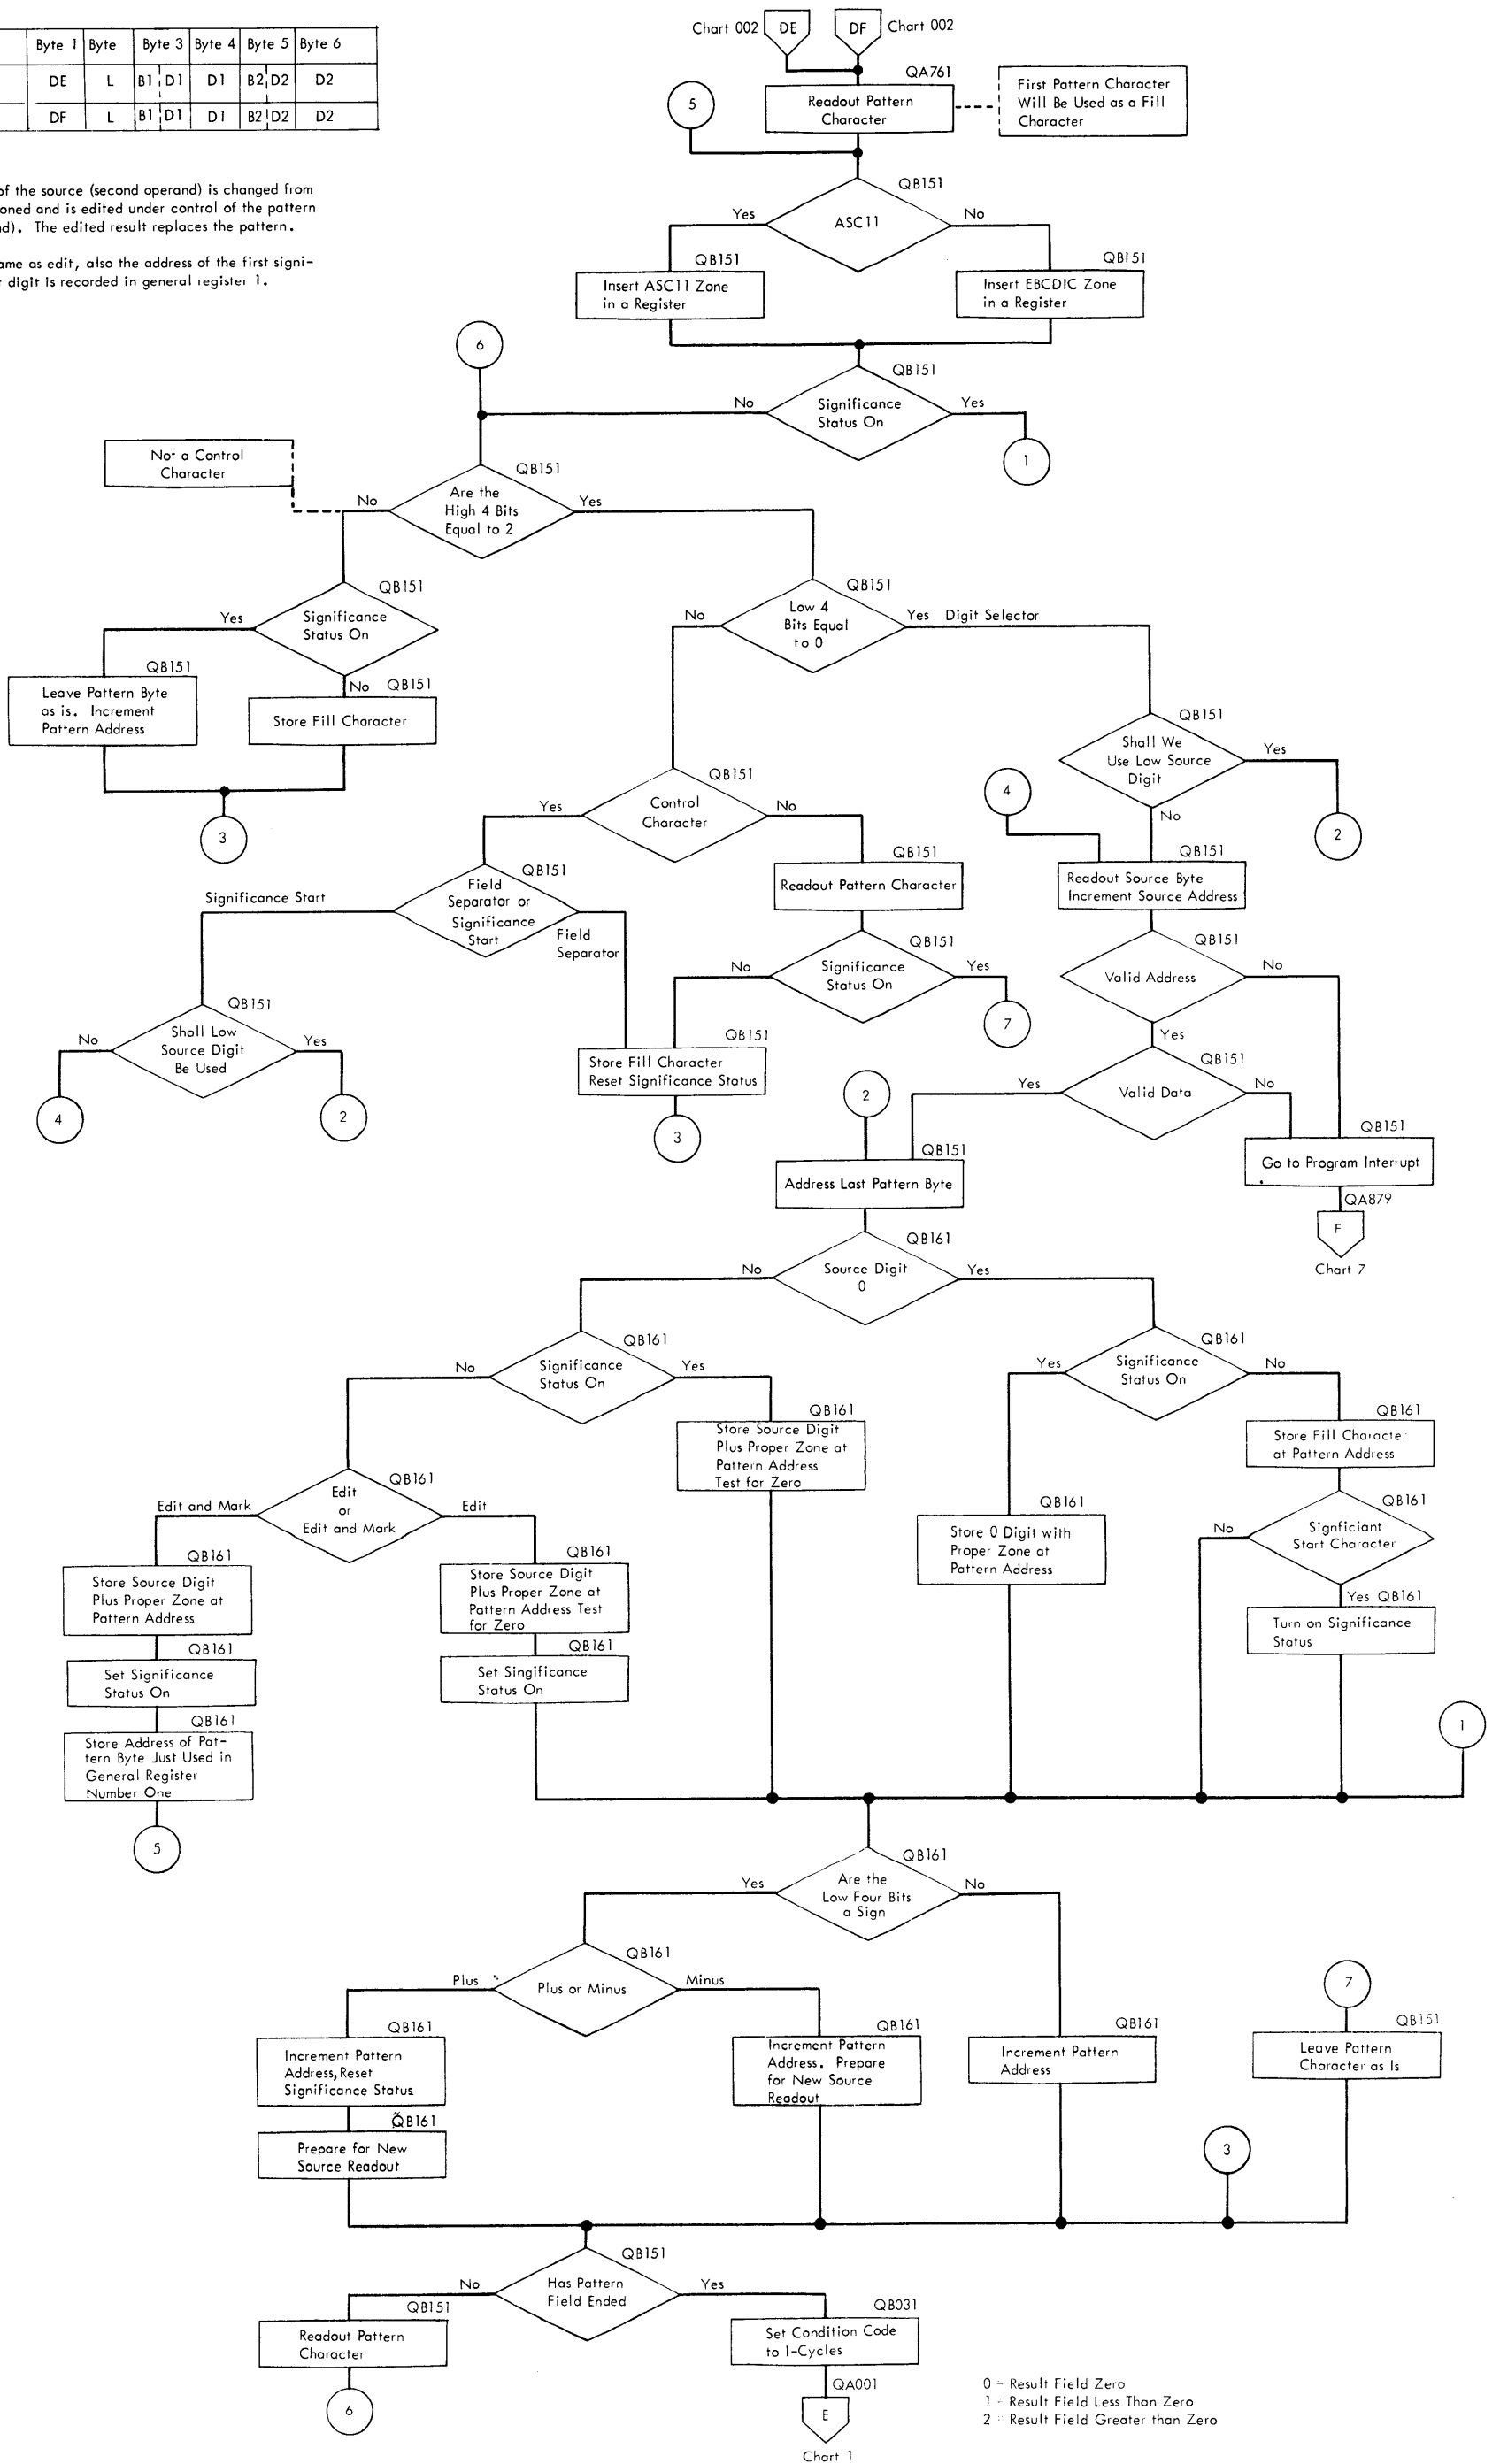 Byte 1 Byte Byte 3 Byte 4 Byte 5 Byte 6
DE L B1 D1 D1 B2 D2 D2
DF L B1 D1 D1 B2 D2 D2
of the source (second operand) is changed from
oned and is edited under control of the pattern
d). The edited result replaces the pattern.
ame as edit, also the address of the first signi-
digit is recorded in general register 1.
Chart 002
DE
DF
Chart 002
QA761
Readout Pattern
Character
First Pattern Character
Will Be Used as a Fill
Character
5
QB151
ASC11
Yes
No
QB151
Insert ASC11 Zone
in a Register
QB151
Insert EBCDIC Zone
in a Register
6
QB151
Significance
Status On
No
Yes
1
Not a Control
Character
QB151
Are the
High 4 Bits
Equal to 2
No
Yes
QB151
Significance
Status On
Yes
No
QB151
Leave Pattern Byte
as is. Increment
Pattern Address
QB151
Store Fill Character
3
QB151
Low 4
Bits Equal
to 0
No
Yes Digit Selector
QB151
Shall We
Use Low Source
Digit
Yes
2
No
4
QB151
Readout Source Byte
Increment Source Address
QB151
Control
Character
Yes
No
QB151
Field
Separator or
Significance
Start
Significance Start
Field
Separator
QB151
Readout Pattern Character
QB151
Significance
Status On
No
Yes
7
QB151
Valid Address
No
Yes
QB151
Shall Low
Source Digit
Be Used
No
Yes
4
2
QB151
Store Fill Character
Reset Significance Status
3
QB151
Valid Data
Yes
No
2
QB151
Address Last Pattern Byte
QB151
Go to Program Interrupt
QA879
F
Chart 7
QB161
Source Digit
0
No
Yes
QB161
Significance
Status On
No
Yes
QB161
Significance
Status On
Yes
No
QB161
Store Source Digit
Plus Proper Zone at
Pattern Address
Test for Zero
QB161
Store Fill Character
at Pattern Address
QB161
Edit
or
Edit and Mark
Edit and Mark
Edit
QB161
Store 0 Digit with
Proper Zone at
Pattern Address
QB161
Signficiant
Start Character
No
Yes QB161
Turn on Significance
Status
QB161
Store Source Digit
Plus Proper Zone at
Pattern Address
QB161
Store Source Digit
Plus Proper Zone at
Pattern Address Test
for Zero
QB161
Set Significance
Status On
QB161
Set Singificance
Status On
QB161
Store Address of Pat-
tern Byte Just Used in
General Register
Number One
5
1
QB161
Are the
Low Four Bits
a Sign
Yes
No
QB161
Plus or Minus
Plus
Minus
7
QB161
Increment Pattern
Address,Reset
Significance Status
QB161
Increment Pattern
Address. Prepare
for New Source
Readout
QB161
Increment Pattern
Address
QB151
Leave Pattern
Character as Is
QB161
Prepare for New
Source Readout
3
QB151
Has Pattern
Field Ended
No
Yes
QB151
Readout Pattern
Character
6
QB031
Set Condition Code
to 1-Cycles
QA001
E
Chart 1
0 - Result Field Zero
1 - Result Field Less Than Zero
2 - Result Field Greater than Zero